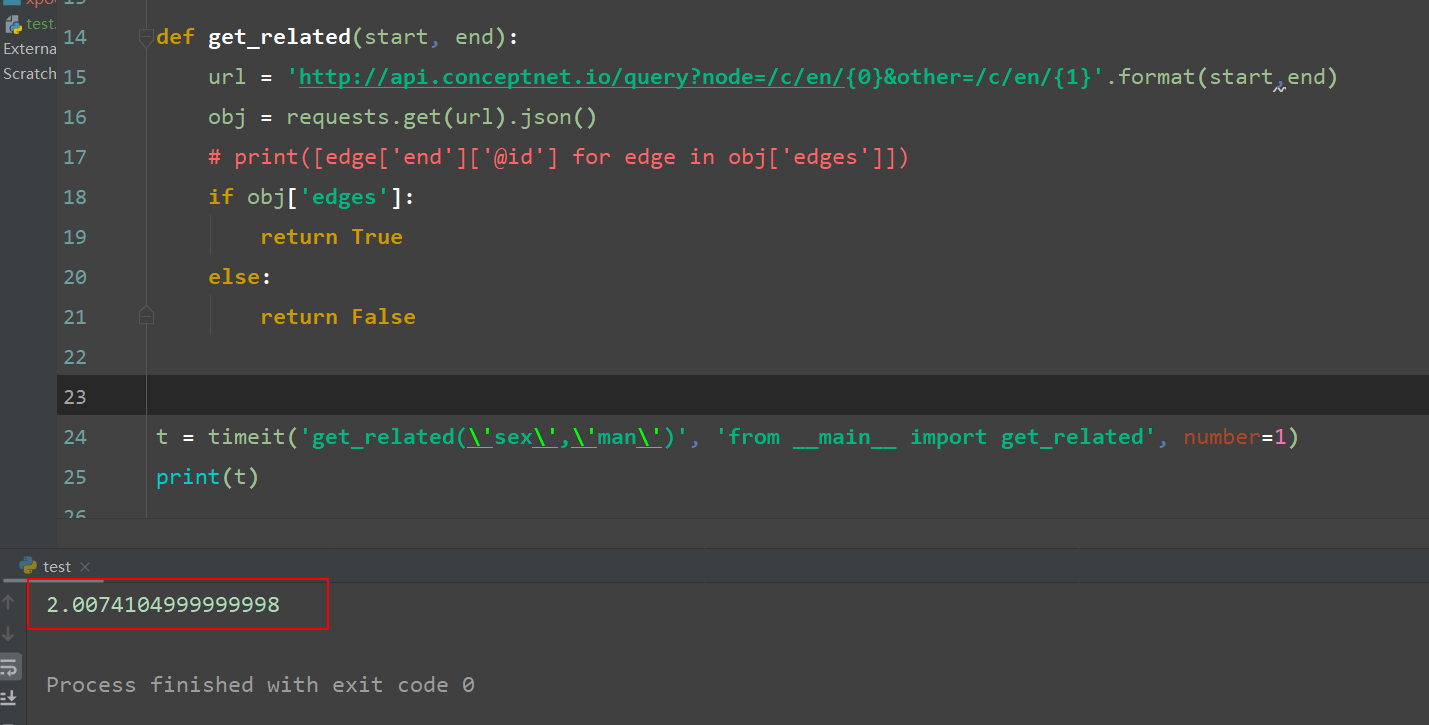 test.
Externa
Scratch
14 def get_related(start, end):
15 url = 'http://api.conceptnet.io/query?node=/c/en/{0}&other=/c/en/{1}'.format(start,end)
16 obj = requests.get(url).json()
17 # print([edge['end']['@id'] for edge in obj['edges']])
18 if obj['edges']:
19 return True
20 else:
21 return False
22
23
24 t = timeit('get_related(\'sex\',\'man\')', 'from __main__ import get_related', number=1)
25 print(t)
26
test
2.0074104999999998
Process finished with exit code 0